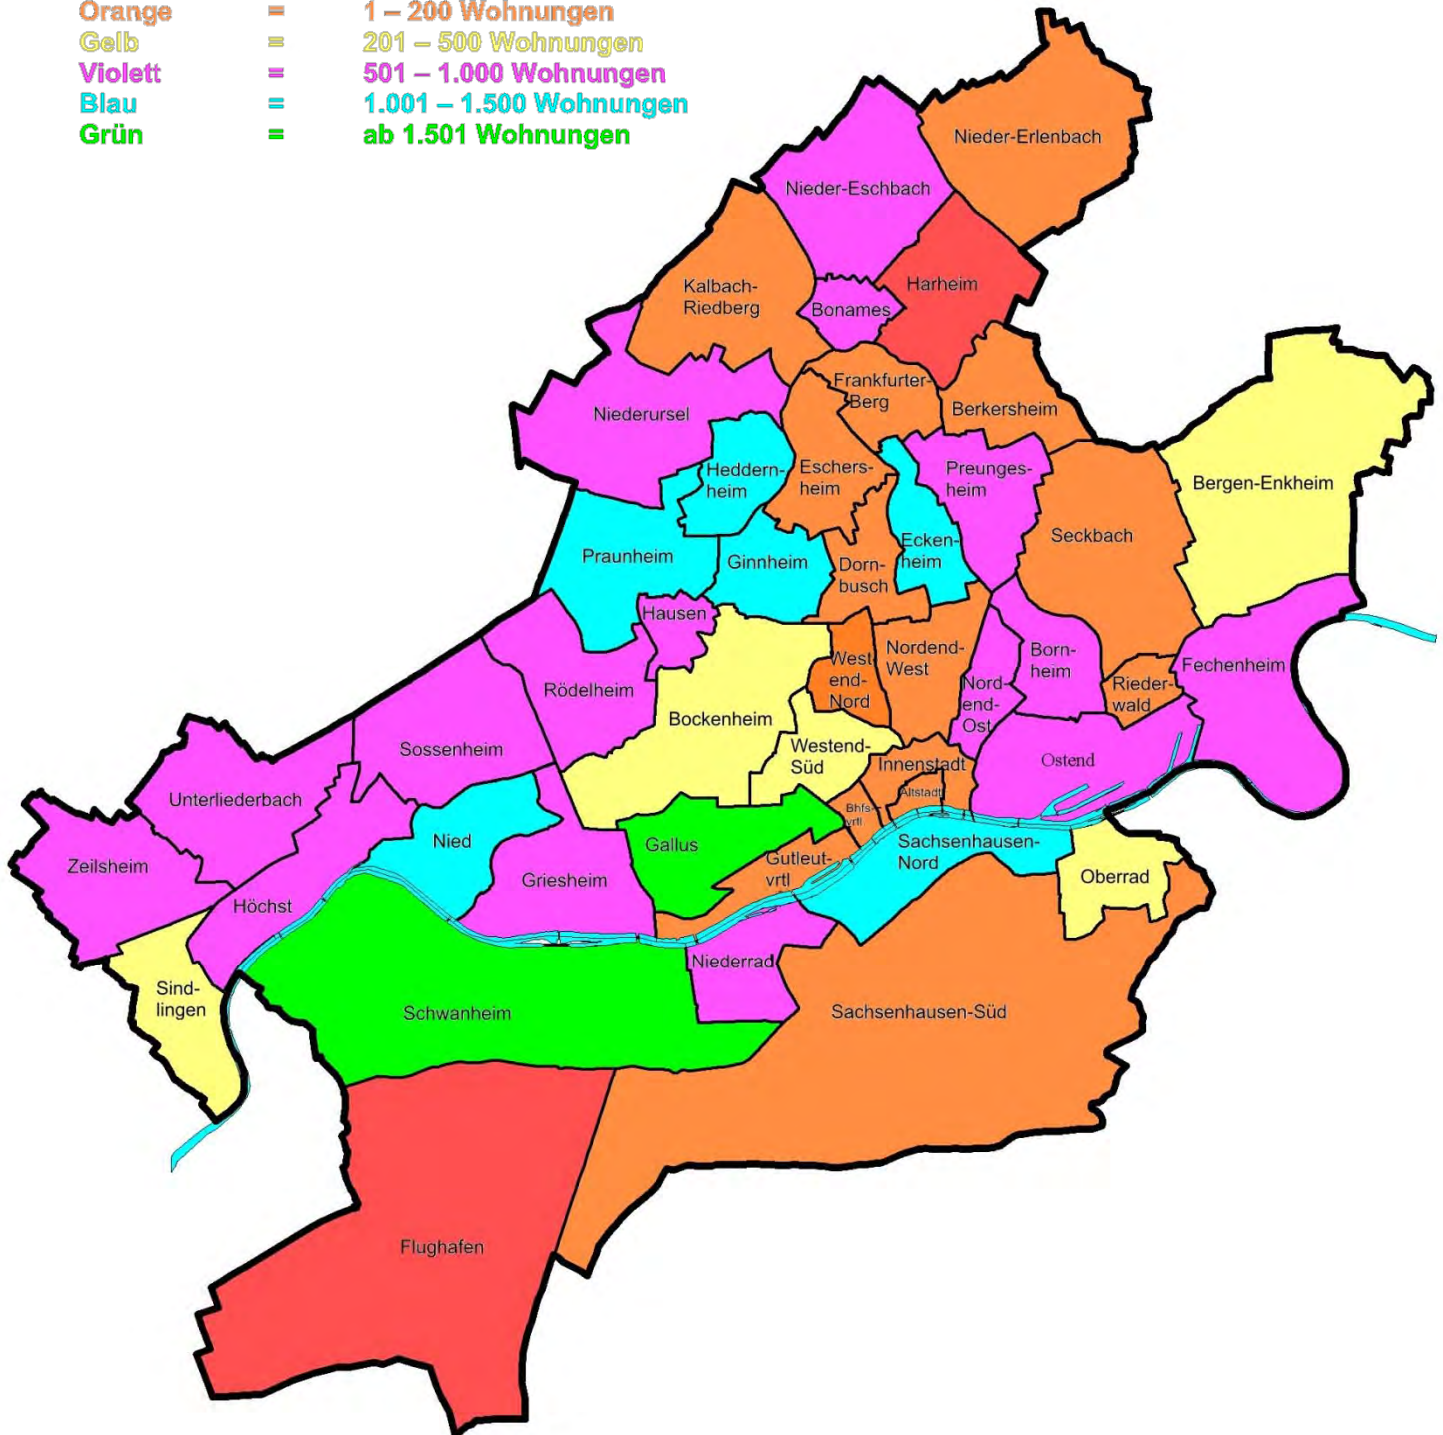 Orange = 1 – 200 Wohnungen
Gelb = 201 – 500 Wohnungen
Violett = 501 – 1.000 Wohnungen
Blau = 1.001 – 1.500 Wohnungen
Grün = ab 1.501 Wohnungen
Nieder-Erlenbach
Nieder-Eschbach
Harheim
Kalbach-
Riedberg
Bonames
Frankfurter-
Berg
Berkersheim
Niederursel
Heddern-
heim
Eschers-
heim
Preunges-
heim
Bergen-Enkheim
Seckbach
Ecken-
heim
Praunheim
Ginnheim
Dorn-
busch
Hausen
West
end-
Nord
Nordend-
West
Born-
heim
Fechenheim
Rödelheim
Nord-
end-
Ost
Rieder-
wald
Bockenheim
Sossenheim
Westend-
Süd
Innenstadt
Ostend
Unterliederbach
Altstadt
Bhfs-
vrtl
Nied
Gallus
Sachsenhausen-
Nord
Zeilsheim
Gutleut-
vrtl
Griesheim
Oberrad
Höchst
Niederrad
Sind-
lingen
Schwanheim
Sachsenhausen-Süd
Flughafen